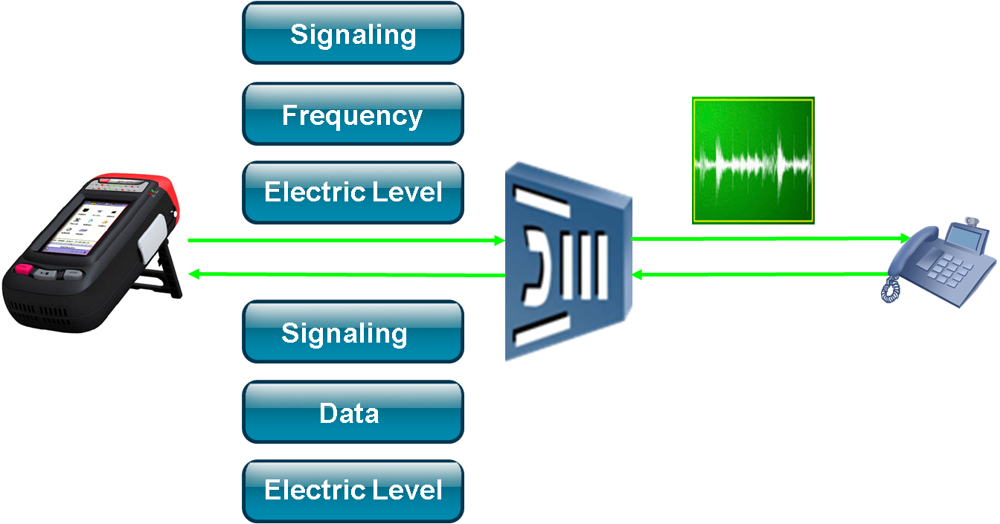 Signaling
Frequency
Electric Level
Signaling
Data
Electric Level